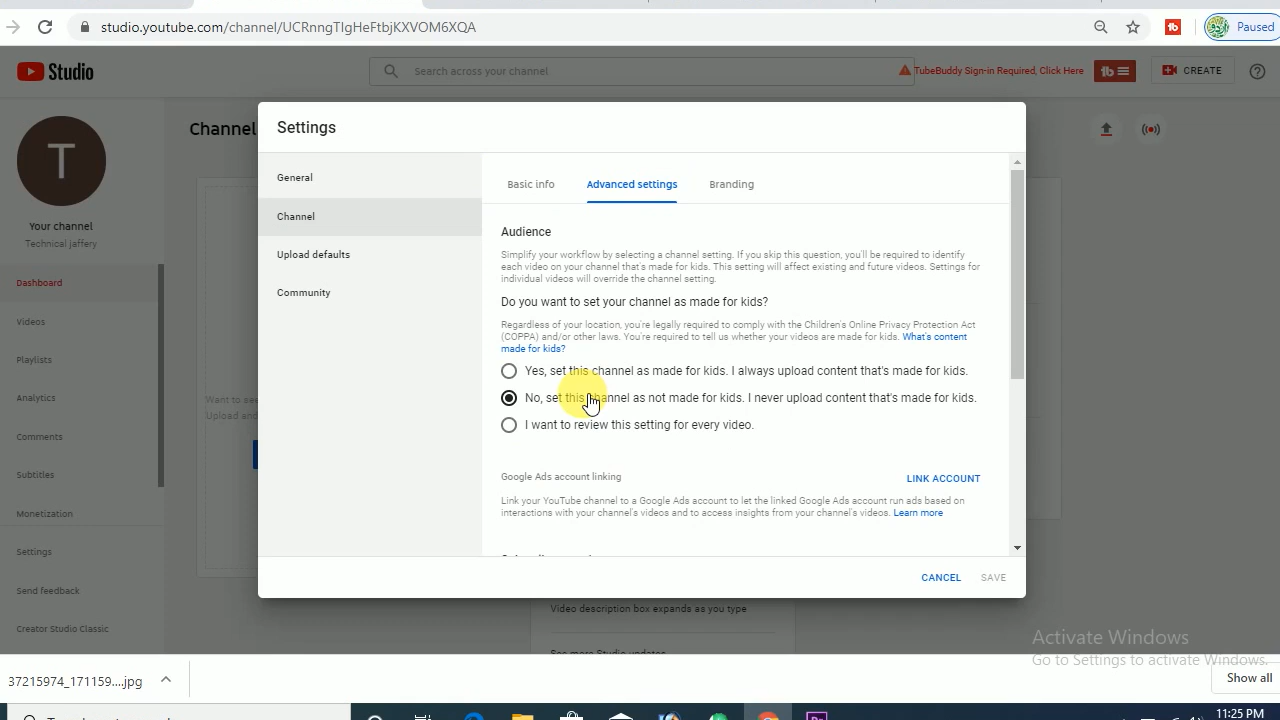 studio.youtube.com/channel/UCRnngTIgHeFtbjKXVOM6XQA
Paused
Studio
Search across your channel
TubeBuddy Sign-in Required, Click Here
CREATE
Settings
Channel
T
General
Channel
Upload defaults
Community
Basic info
Advanced settings
Branding
Your channel
Technical jaffery
Dashboard
Videos
Playlists
Analytics
Comments
Subtitles
Monetization
Settings
Send feedback
Creator Studio Classic
Want to see
Upload and
Audience
Simplify your workflow by selecting a channel setting. If you skip this question, you'll be required to identify
each video on your channel that's made for kids. This setting will affect existing and future videos. Settings for
individual videos will override the channel setting.
Do you want to set your channel as made for kids?
Regardless of your location, you're legally required to comply with the Children's Online Privacy Protection Act
(COPPA) and/or other laws. You're required to tell us whether your videos are made for kids. What's content
made for kids?
Yes, set this channel as made for kids. I always upload content that's made for kids.
No, set this channel as not made for kids. I never upload content that's made for kids.
I want to review this setting for every video.
Google Ads account linking
LINK ACCOUNT
Link your YouTube channel to a Google Ads account to let the linked Google Ads account run ads based on
interactions with your channel's videos and to access insights from your channel's videos. Learn more
CANCEL
SAVE
Video description box expands as you type
See more Studio updates
Activate Windows
Go to Settings to activate Windows.
37215974_171159....jpg
Show all
11:25 PM